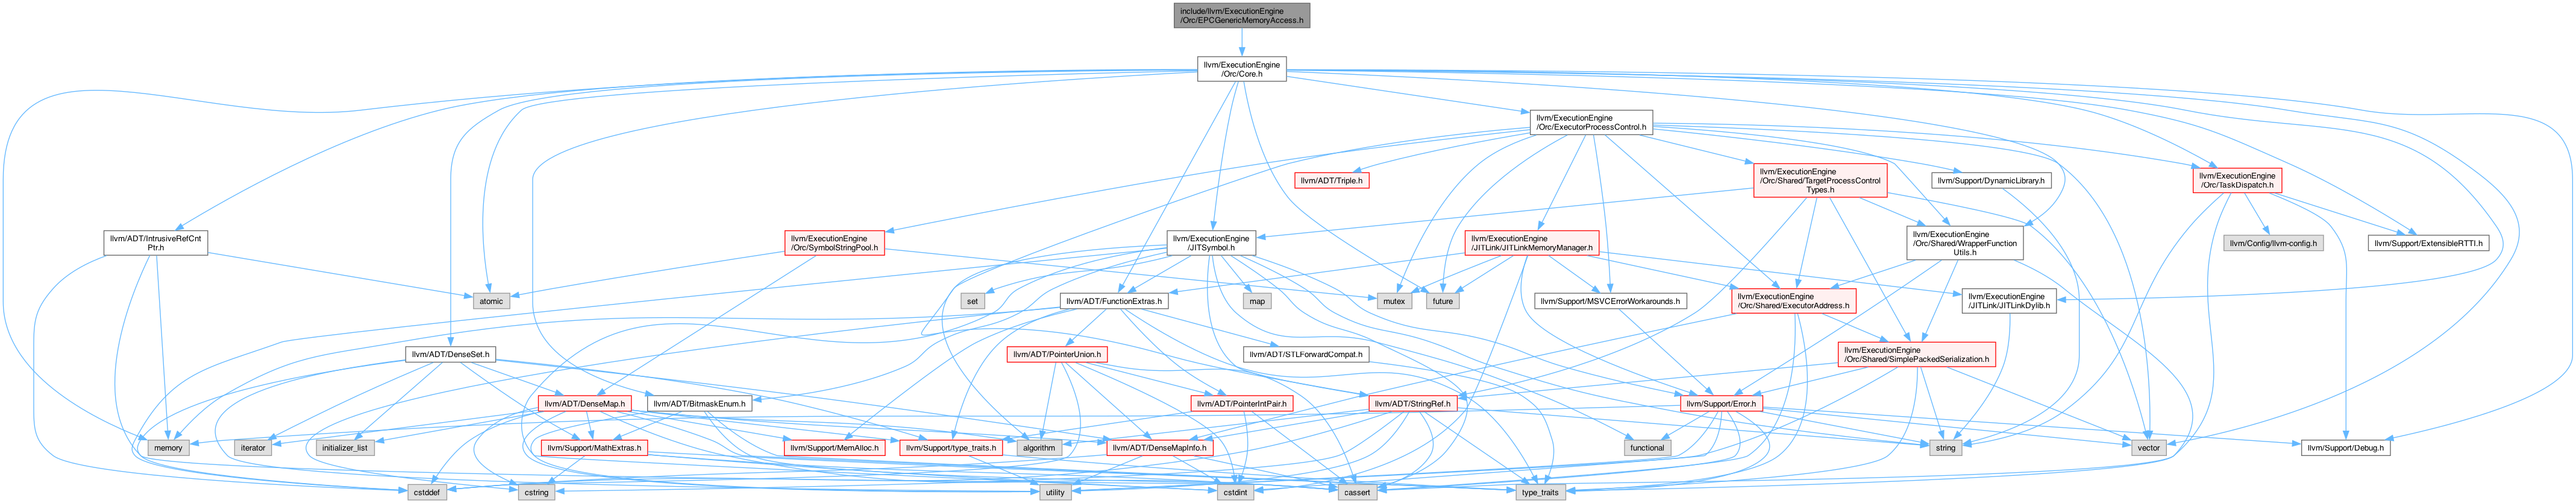 include/llvm/ExecutionEngine
/Orc/EPCGenericMemoryAccess.h
llvm/ExecutionEngine
/Orc/Core.h
llvm/ExecutionEngine
/Orc/ExecutorProcessControl.h
llvm/ADT/Triple.h
llvm/ExecutionEngine
/Orc/Shared/TargetProcessControl
Types.h
llvm/Support/DynamicLibrary.h
llvm/ExecutionEngine
/Orc/TaskDispatch.h
llvm/ADT/IntrusiveRefCnt
Ptr.h
llvm/ExecutionEngine
/Orc/SymbolStringPool.h
llvm/ExecutionEngine
/JITSymbol.h
llvm/ExecutionEngine
/JITLink/JITLinkMemoryManager.h
llvm/ExecutionEngine
/Orc/Shared/WrapperFunction
Utils.h
llvm/Config/llvm-config.h
llvm/Support/ExtensibleRTTI.h
atomic
set
llvm/ADT/FunctionExtras.h
map
mutex
future
llvm/Support/MSVCErrorWorkarounds.h
llvm/ExecutionEngine
/Orc/Shared/ExecutorAddress.h
llvm/ExecutionEngine
/JITLink/JITLinkDylib.h
llvm/ADT/DenseSet.h
llvm/ADT/PointerUnion.h
llvm/ADT/STLForwardCompat.h
llvm/ExecutionEngine
/Orc/Shared/SimplePackedSerialization.h
llvm/ADT/DenseMap.h
llvm/ADT/BitmaskEnum.h
llvm/ADT/PointerIntPair.h
llvm/ADT/StringRef.h
llvm/Support/Error.h
memory
iterator
initializer_list
llvm/Support/MathExtras.h
llvm/Support/MemAlloc.h
llvm/Support/type_traits.h
algorithm
llvm/ADT/DenseMapInfo.h
functional
string
vector
llvm/Support/Debug.h
cstddef
cstring
utility
cstdint
cassert
type_traits